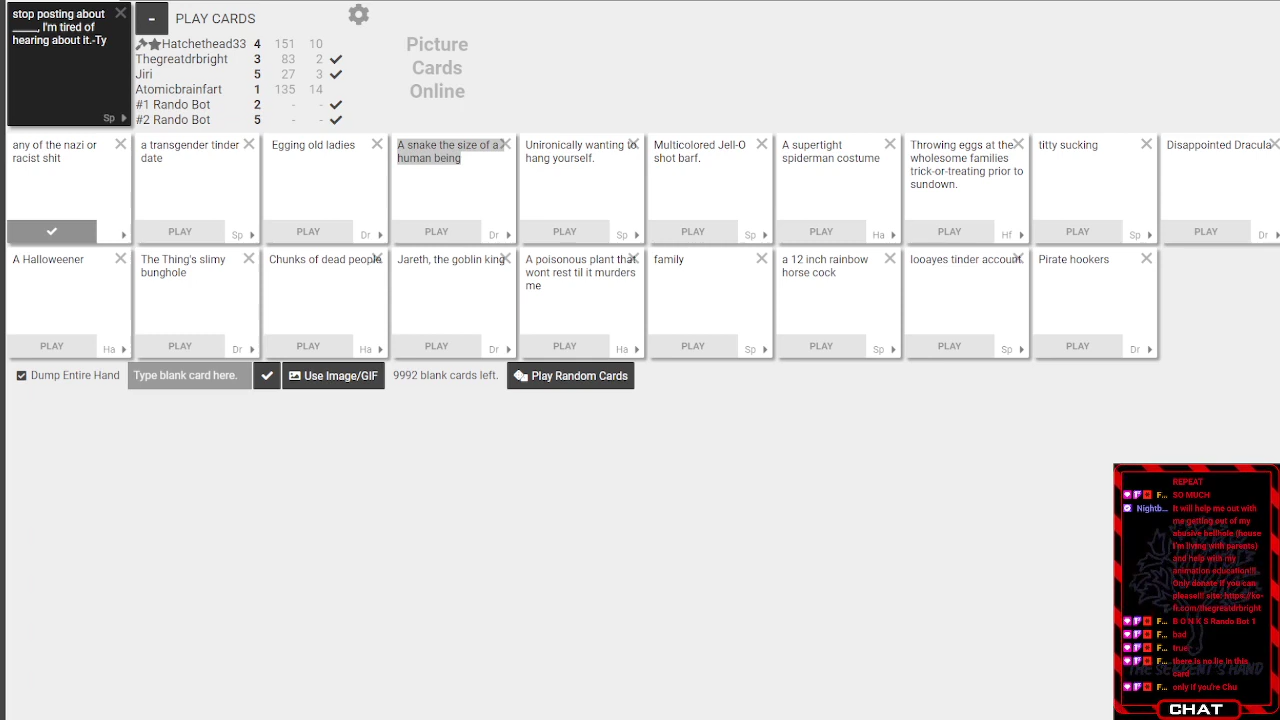 stop posting about
_____, I'm tired of
hearing about it.-Ty
Sp
-
PLAY CARDS
Hatchethead33 4 151 10
Thegreatdrbright 3 83 2
Jiri 5 27 3
Atomicbrainfart 1 135 14
#1 Rando Bot 2 - -
#2 Rando Bot 5 - -
Picture
Cards
Online
any of the nazi or
racist shit
a transgender tinder
date
PLAY
Sp
Egging old ladies
PLAY
Dr
A snake the size of a
human being
PLAY
Dr
Unironically wanting to
hang yourself.
PLAY
Sp
Multicolored Jell-O
shot barf.
PLAY
Sp
A supertight
spiderman costume
PLAY
Ha
Throwing eggs at the
wholesome families
trick-or-treating prior to
sundown.
PLAY
Hf
titty sucking
PLAY
Sp
Disappointed Dracula
PLAY
Dr
A Halloweener
PLAY
Ha
The Thing's slimy
bunghole
PLAY
Dr
Chunks of dead people
PLAY
Ha
Jareth, the goblin king
PLAY
Dr
A poisonous plant that
wont rest til it murders
me
PLAY
Ha
family
PLAY
Sp
a 12 inch rainbow
horse cock
PLAY
Sp
looayes tinder account
PLAY
Sp
Pirate hookers
PLAY
Dr
Dump Entire Hand
Type blank card here.
Use Image/GIF
9992 blank cards left.
Play Random Cards
REPEAT
F... SO MUCH
Nightb... It will help me out with
me getting out of my
abusive hellhole (house
I'm living with parents)
and help with my
animation education!!!
Only donate if you can
please!!! site: https://ko-
fi.com/thegreatdrbright
F... B O N K S Rando Bot 1
F... bad
F... true
F... there is no lie in this
card
F... only if you're Chu
THE SERPENT'S HAND
CHAT